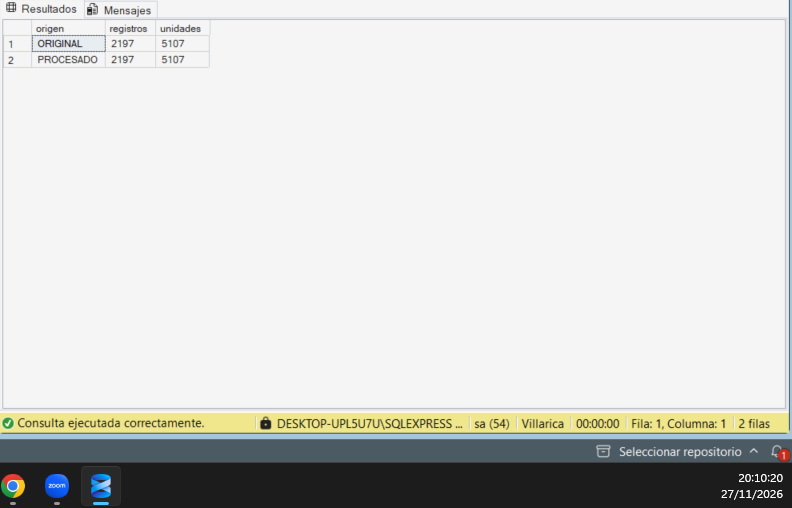 Resultados Mensajes
origen registros unidades
1 ORIGINAL 2197 5107
2 PROCESADO 2197 5107
Consulta ejecutada correctamente. DESKTOP-UPL5U7U\SQLEXPRESS ... sa (54) Villarica 00:00:00 Fila: 1, Columna: 1 2 filas
Seleccionar repositorio 1
zoom
20:10:20
27/11/2026